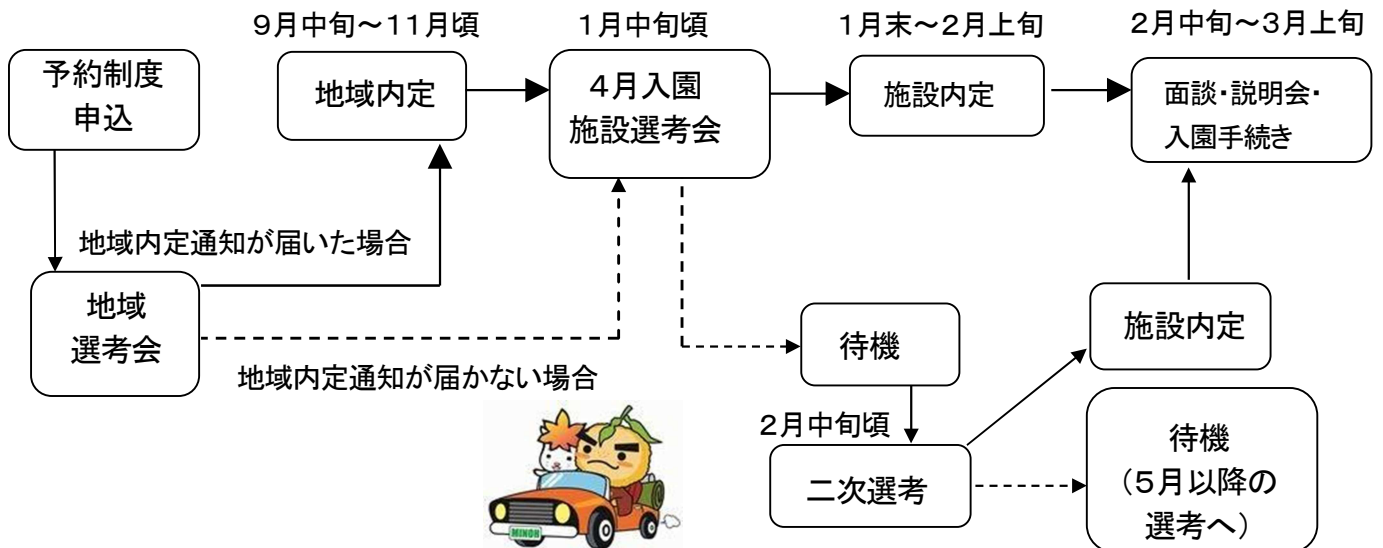 9月中旬～11月頃
1月中旬頃
1月末～2月上旬
2月中旬～3月上旬
予約制度
申込
地域内定
4月入園
施設選考会
施設内定
面談・説明会・
入園手続き
地域内定通知が届いた場合
地域
選考会
地域内定通知が届かない場合
待機
施設内定
2月中旬頃
二次選考
待機
（5月以降の
選考へ）
MINOH